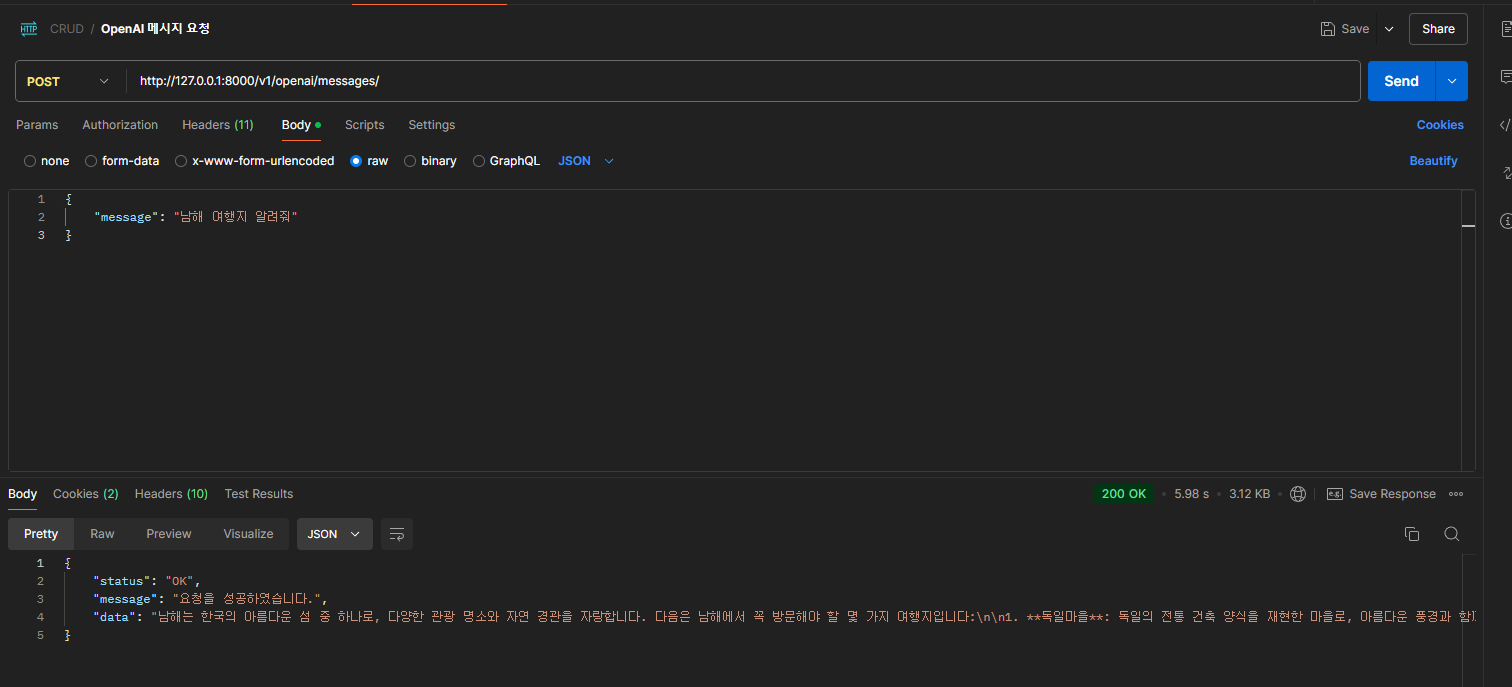 HTTP CRUD / OpenAI 메시지 요청 Save Share
POST http://127.0.0.1:8000/v1/openai/messages/ Send
Params Authorization Headers (11) Body Scripts Settings Cookies
none form-data x-www-form-urlencoded raw binary GraphQL JSON Beautify
1 {
2 "message": "남해 여행지 알려줘"
3 }
Body Cookies (2) Headers (10) Test Results 200 OK 5.98 s 3.12 KB e.g. Save Response
Pretty Raw Preview Visualize JSON
1 {
2 "status": "OK",
3 "message": "요청을 성공하였습니다.",
4 "data": "남해는 한국의 아름다운 섬 중 하나로, 다양한 관광 명소와 자연 경관을 자랑합니다. 다음은 남해에서 꼭 방문해야 할 몇 가지 여행지입니다:\n\n1. **독일마을**: 독일의 전통 건축 양식을 재현한 마을로, 아름다운 풍경과
5 }